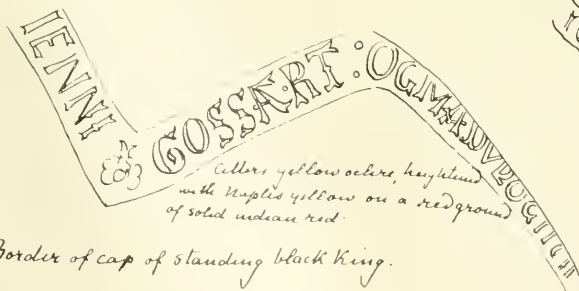 IENNI GOSSART : OGM
Letters yellow ochre, heightened
with Naples yellow on a red ground
of solid indian red.
Border of cap of standing black King.